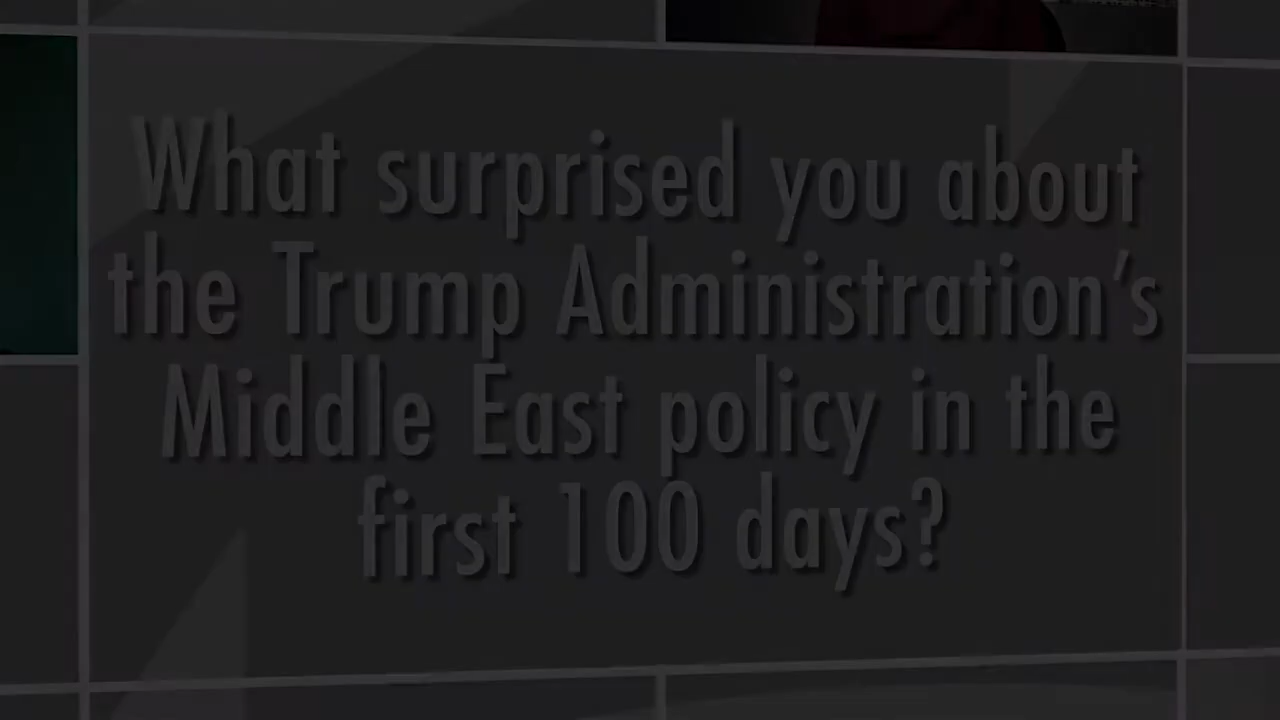 What surprised you about
the Trump Administration’s
Middle East policy in the
first 100 days?